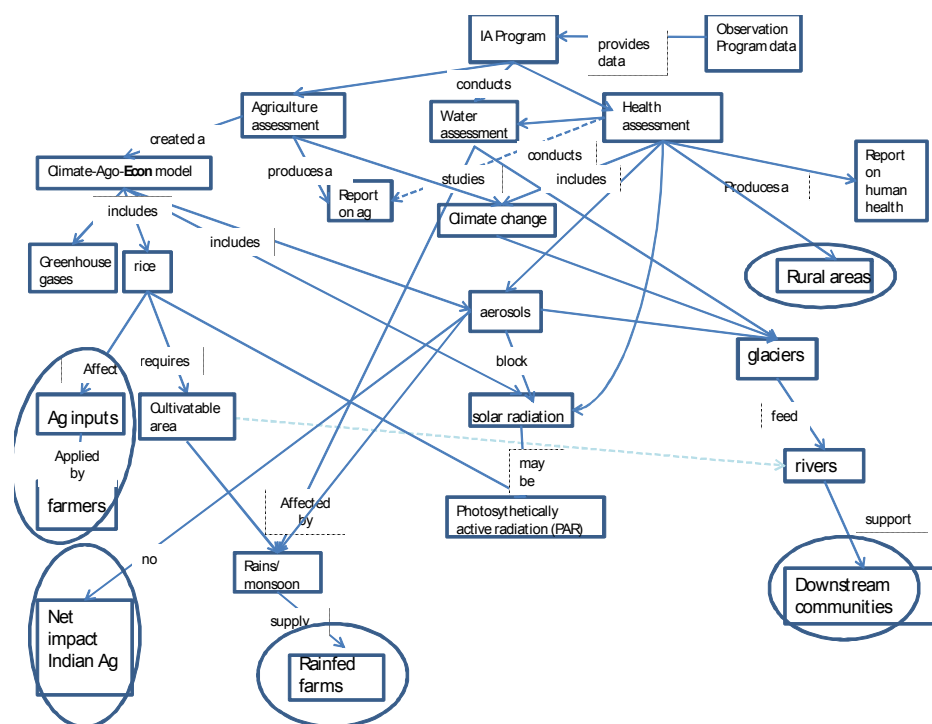 IA Program
provides
data
Observation
Program data
conducts
Agriculture
assessment
Water
assessment
Health
assessment
created a
Climate-Ago-Econ model
produces a
Report
on ag
studies
conducts
includes
Climate change
Produces a
Report
on
human
health
includes
includes
Greenhouse
gases
rice
Rural areas
aerosols
block
glaciers
Affect
requires
Ag inputs
Cultivatable
area
solar radiation
feed
Applied
by
farmers
may
be
rivers
Affected
by
Photosythetically
active radiation (PAR)
support
no
Rains/
monsoon
Downstream
communities
Net
impact
Indian Ag
supply
Rainfed
farms